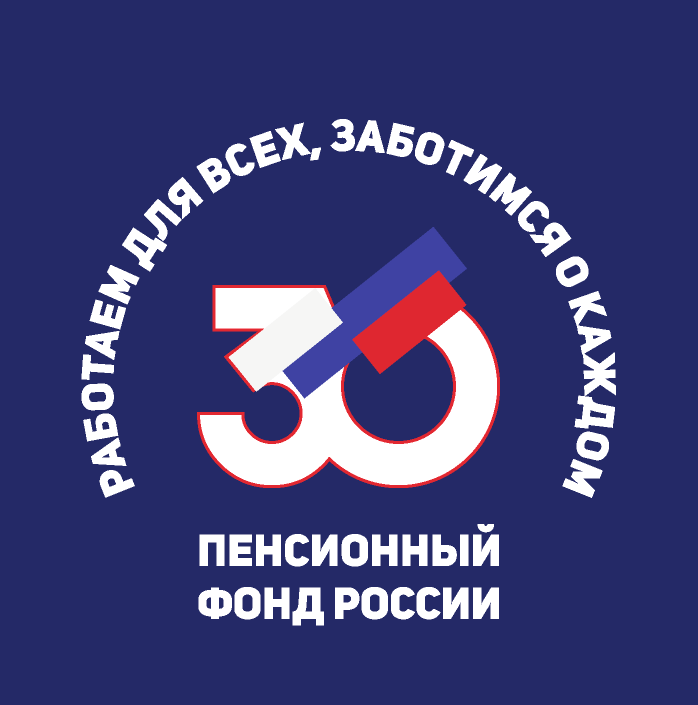 РАБОТАЕМ ДЛЯ ВСЕХ, ЗАБОТИМСЯ О КАЖДОМ
30
ПЕНСИОННЫЙ
ФОНД РОССИИ